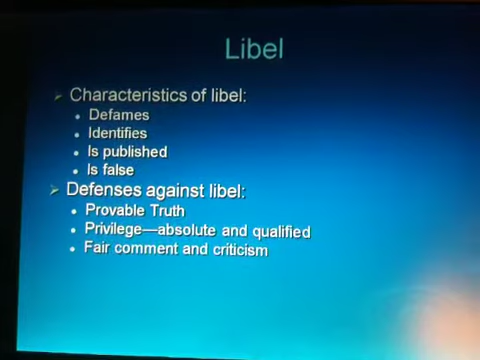 Libel
Characteristics of libel:
Defames
Identifies
Is published
Is false
Defenses against libel:
Provable Truth
Privilege—absolute and qualified
Fair comment and criticism